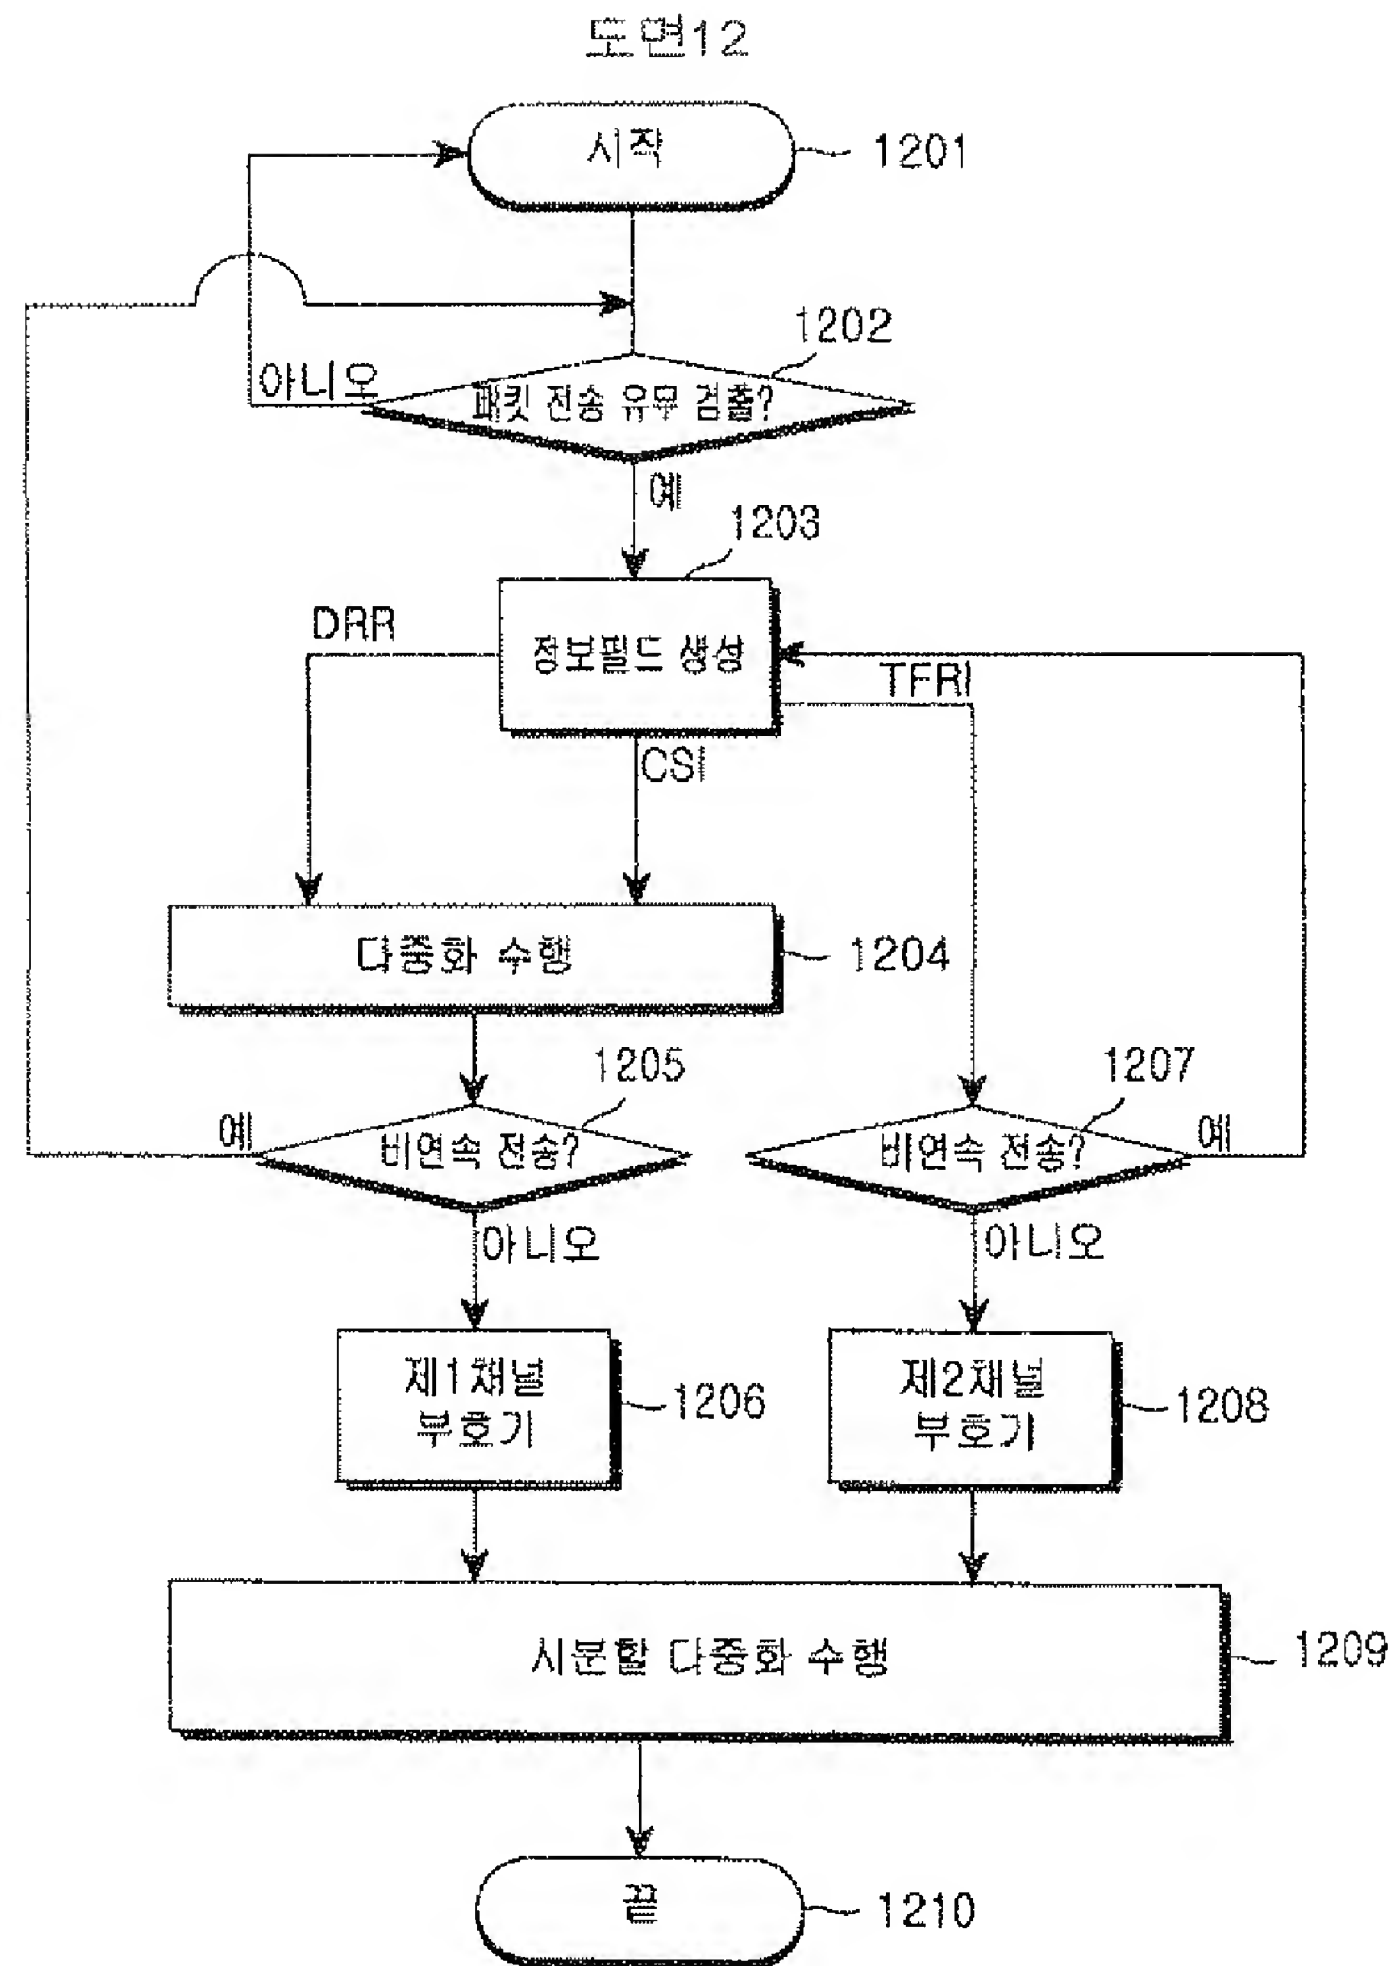 도면12
시작
1201
1202
아니오
패킷 전송 유무 검출?
예
1203
DRR
정보필드 생성
TFRI
CSI
다중화 수행
1204
1205
1207
예
비연속 전송?
비연속 전송?
예
아니오
아니오
제1채널
부호기
1206
제2채널
부호기
1208
시분할 다중화 수행
1209
끝
1210